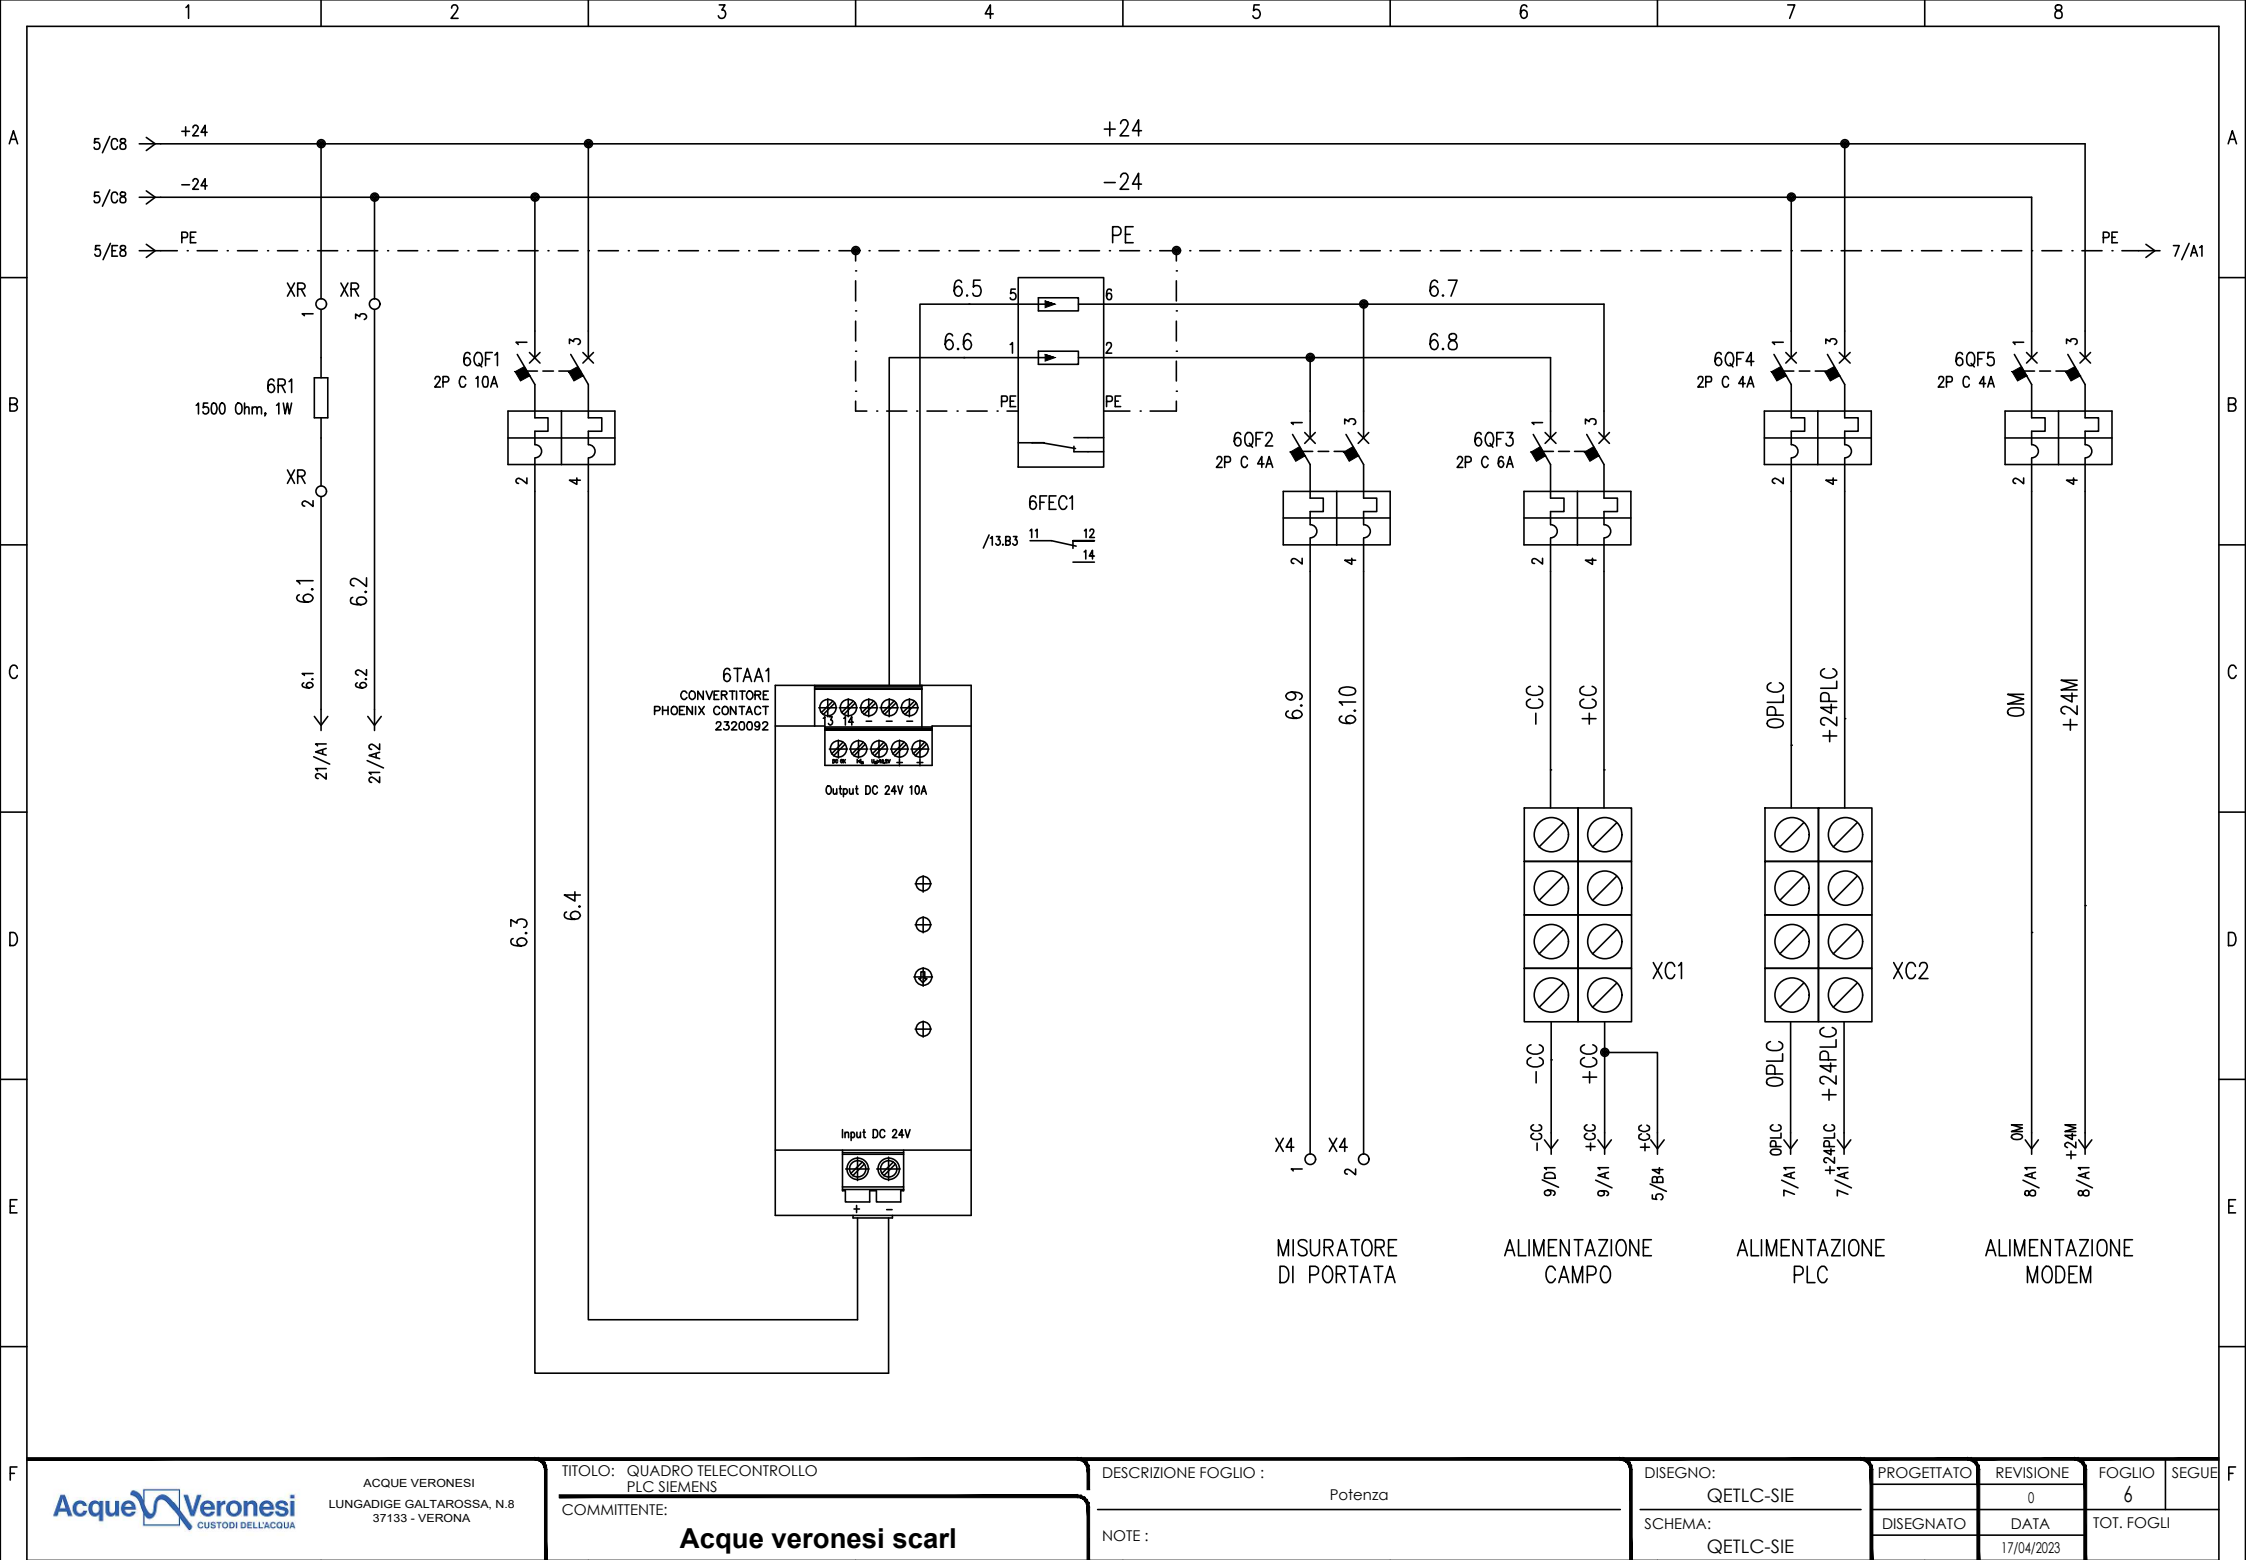 1 2 3 4 5 6 7 8
A A
B B
C C
D D
E E
F F
5/C8 +24 +24
5/C8 -24 -24
5/E8 PE PE PE 7/A1
XR 1
XR 3
6R1
1500 Ohm, 1W
XR 2
6.1
6.2
6.1
6.2
21/A1
21/A2
6QF1
2P C 10A
1 3
2 4
6.3
6.4
6TAA1
CONVERTITORE
PHOENIX CONTACT
2320092
13 14 - - -
+ +
Output DC 24V 10A
Input DC 24V
+ -
6.5 5 6 6.7
6.6 1 2 6.8
PE PE
6FEC1
/13.B3 11 12
14
6QF2
2P C 4A
1 3
2 4
6.9
6.10
X4 1
X4 2
MISURATORE
DI PORTATA
6QF3
2P C 6A
1 3
2 4
-CC
+CC
XC1
-CC
+CC
-CC
+CC
+CC
9/D1
9/A1
5/B4
ALIMENTAZIONE
CAMPO
6QF4
2P C 4A
1 3
2 4
0PLC
+24PLC
XC2
0PLC
+24PLC
0PLC
+24PLC
7/A1
7/A1
ALIMENTAZIONE
PLC
6QF5
2P C 4A
1 3
2 4
0M
+24M
0M
+24M
8/A1
8/A1
ALIMENTAZIONE
MODEM
Acque Veronesi
CUSTODI DELL'ACQUA
ACQUE VERONESI
LUNGADIGE GALTAROSSA, N.8
37133 - VERONA
TITOLO: QUADRO TELECONTROLLO
PLC SIEMENS
COMMITTENTE:
Acque veronesi scarl
DESCRIZIONE FOGLIO :
Potenza
NOTE :
DISEGNO:
QETLC-SIE
SCHEMA:
QETLC-SIE
PROGETTATO
DISEGNATO
REVISIONE
0
DATA
17/04/2023
FOGLIO
6
SEGUE
TOT. FOGLI